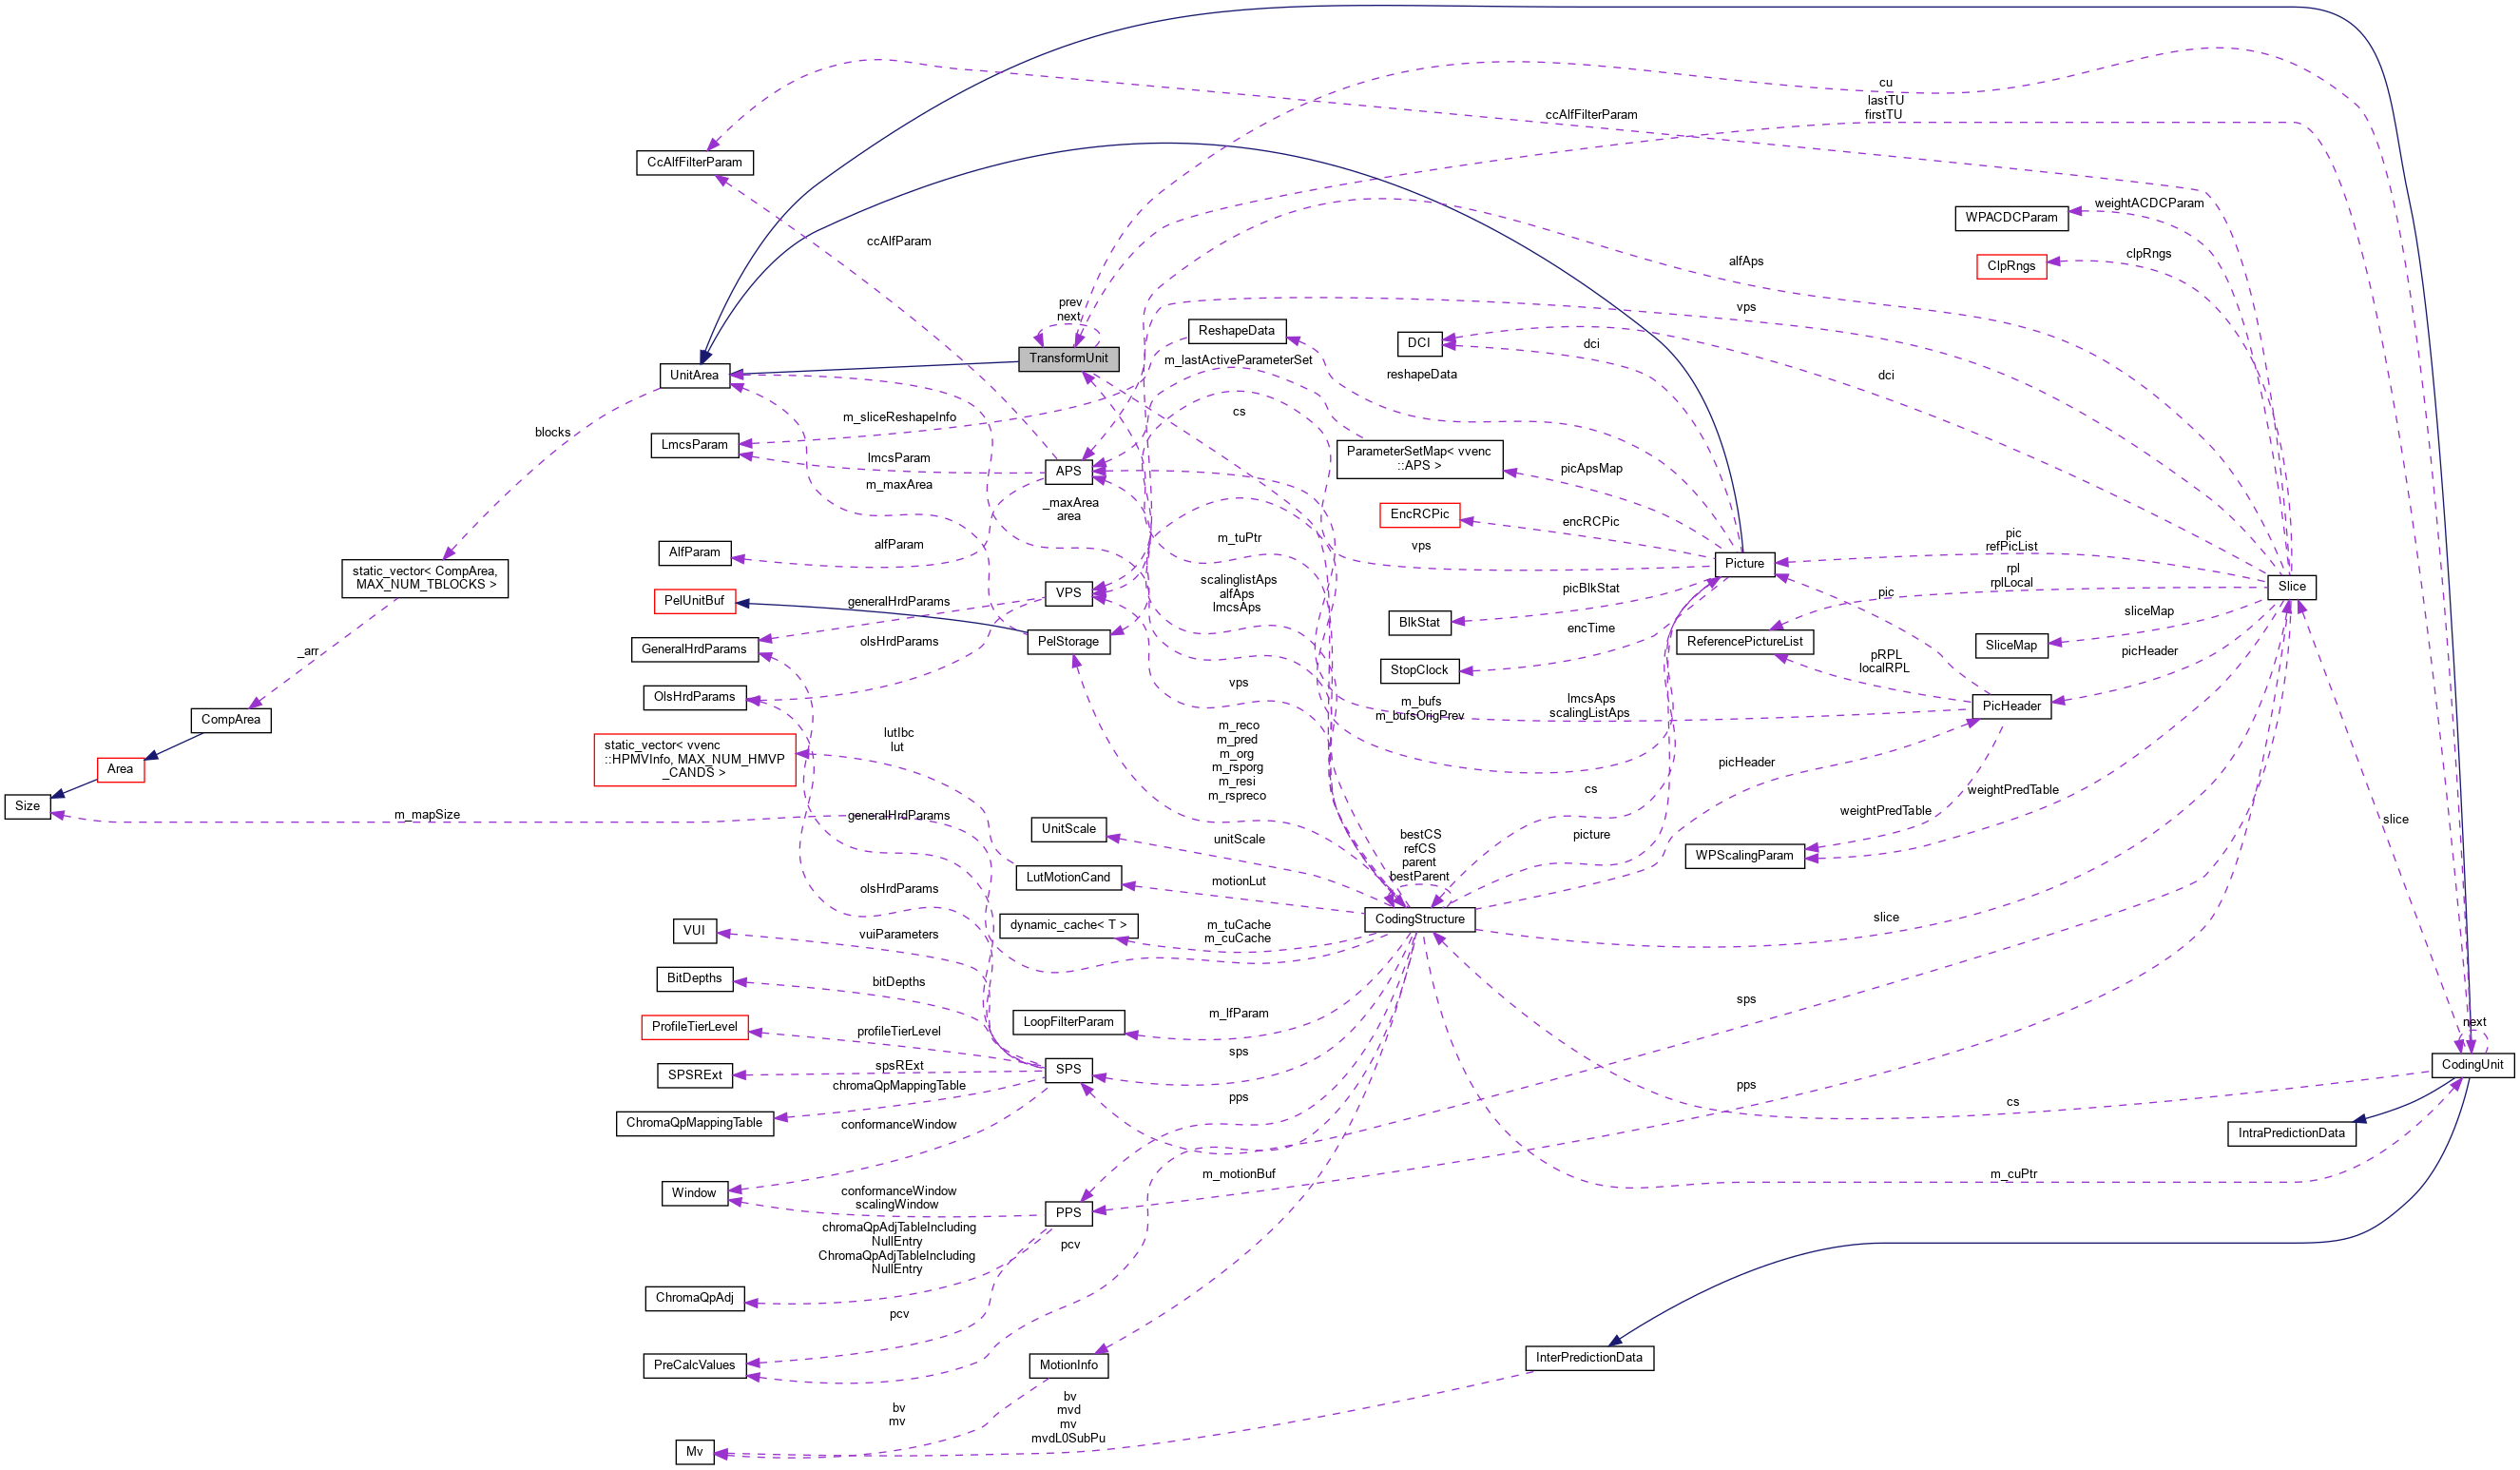 cu
lastTU
firstTU
ccAlfFilterParam
CcAlfFilterParam
weightACDCParam
WPACDCParam
ccAlfParam
clpRngs
alfAps
ClpRngs
prev
next
vps
ReshapeData
DCI
dci
TransformUnit
m_lastActiveParameterSet
reshapeData
UnitArea
dci
cs
m_sliceReshapeInfo
blocks
LmcsParam
ParameterSetMap< vvenc
::APS >
lmcsParam
APS
picApsMap
m_maxArea
_maxArea
area
EncRCPic
encRCPic
pic
refPicList
m_tuPtr
alfParam
AlfParam
vps
Picture
static_vector< CompArea,
MAX_NUM_TBLOCKS >
rpl
rplLocal
Slice
scalinglistAps
alfAps
lmcsAps
picBlkStat
pic
VPS
generalHrdParams
PelUnitBuf
sliceMap
BlkStat
encTime
olsHrdParams
PelStorage
ReferencePictureList
SliceMap
GeneralHrdParams
_arr
picHeader
pRPL
localRPL
StopClock
vps
OlsHrdParams
m_bufs
m_bufsOrigPrev
lmcsAps
scalingListAps
PicHeader
CompArea
m_reco
m_pred
m_org
m_rsporg
m_resi
m_rspreco
lutIbc
lut
static_vector< vvenc
::HPMVInfo, MAX_NUM_HMVP
_CANDS >
picHeader
Area
cs
weightPredTable
Size
m_mapSize
generalHrdParams
weightPredTable
slice
UnitScale
unitScale
bestCS
refCS
parent
bestParent
picture
WPScalingParam
LutMotionCand
motionLut
olsHrdParams
CodingStructure
slice
dynamic_cache< T >
m_tuCache
m_cuCache
VUI
vuiParameters
BitDepths
bitDepths
sps
LoopFilterParam
m_lfParam
next
ProfileTierLevel
profileTierLevel
sps
CodingUnit
SPSRExt
spsRExt
SPS
chromaQpMappingTable
pps
pps
cs
ChromaQpMappingTable
conformanceWindow
IntraPredictionData
m_motionBuf
m_cuPtr
Window
conformanceWindow
scalingWindow
PPS
chromaQpAdjTableIncluding
NullEntry
ChromaQpAdjTableIncluding
NullEntry
pcv
ChromaQpAdj
pcv
PreCalcValues
MotionInfo
InterPredictionData
bv
mv
bv
mvd
mv
mvdL0SubPu
Mv